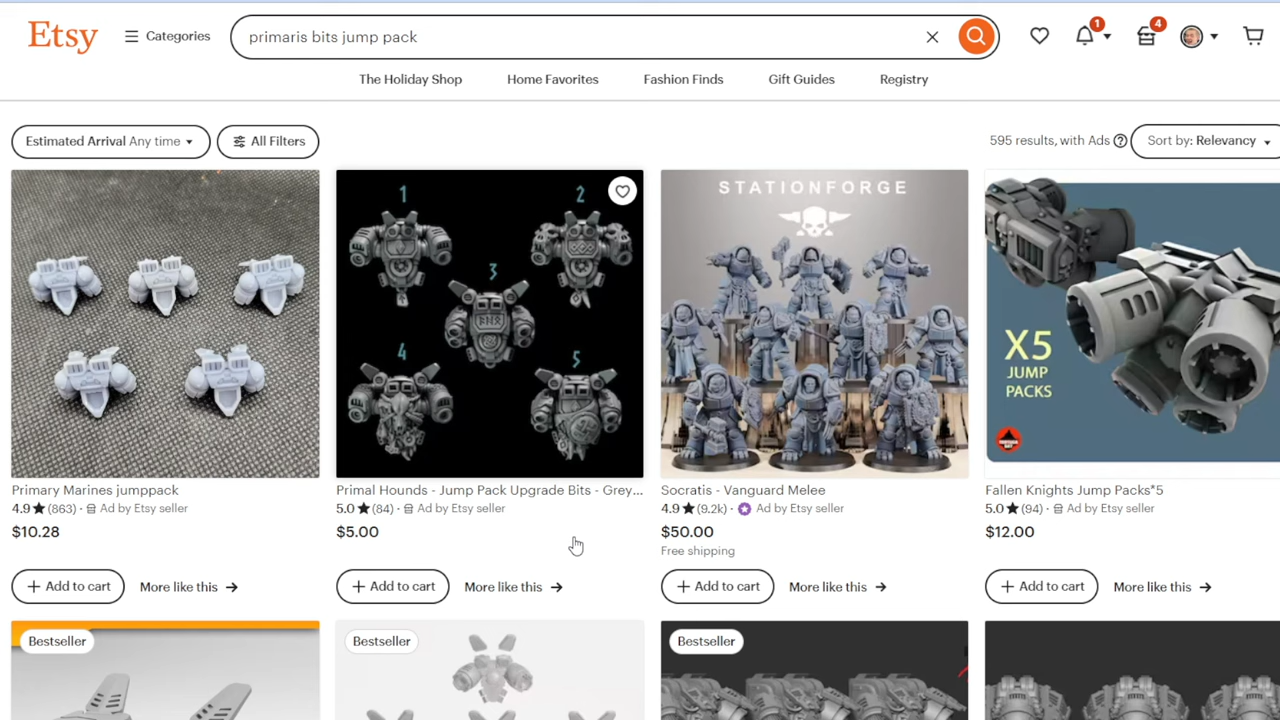 Etsy
Categories
primaris bits jump pack
1
4
The Holiday Shop
Home Favorites
Fashion Finds
Gift Guides
Registry
Estimated Arrival Any time
All Filters
595 results, with Ads
Sort by: Relevancy
1
2
3
4
5
STATIONFORGE
X5
JUMP
PACKS
Primary Marines jumppack
4.9 (863) · Ad by Etsy seller
$10.28
+ Add to cart
More like this
Primal Hounds - Jump Pack Upgrade Bits - Grey...
5.0 (84) · Ad by Etsy seller
$5.00
+ Add to cart
More like this
Socratis - Vanguard Melee
4.9 (9.2k) · Ad by Etsy seller
$50.00
Free shipping
+ Add to cart
More like this
Fallen Knights Jump Packs*5
5.0 (94) · Ad by Etsy seller
$12.00
+ Add to cart
More like this
Bestseller
Bestseller
Bestseller